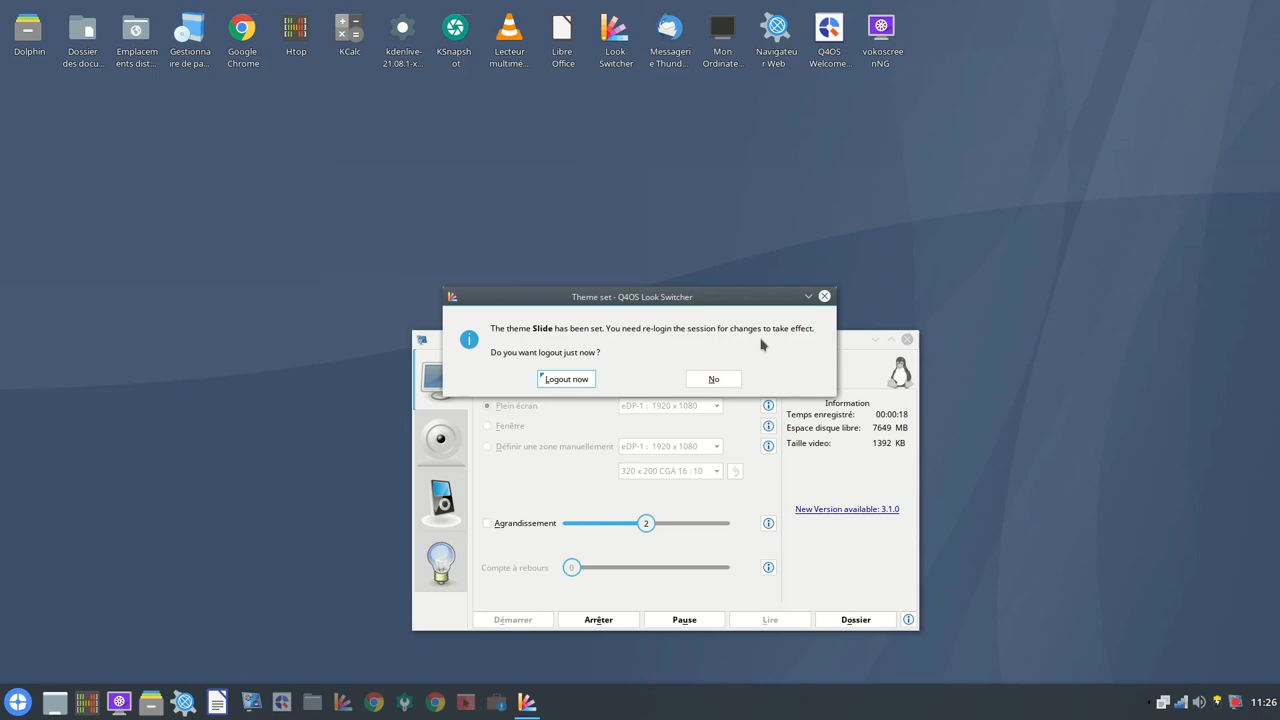 Dolphin
Dossier
des docu...
Emplacem
ents dist...
Gestionna
ire de pa...
Google
Chrome
Htop
KCalc
kdenlive-
21.08.1-x...
KSnapsh
ot
Lecteur
multimé...
Libre
Office
Look
Switcher
Messageri
e Thund...
Mon
Ordinate...
Navigateu
r Web
Q4OS
Welcome...
vokoscree
nNG
Theme set - Q4OS Look Switcher
The theme Slide has been set. You need re-login the session for changes to take effect.
Do you want logout just now ?
Logout now
No
Plein écran
eDP-1 : 1920 x 1080
Fenêtre
Définir une zone manuellement
eDP-1 : 1920 x 1080
320 x 200 CGA 16 : 10
Agrandissement
2
Compte à rebours
0
Information
Temps enregistré: 00:00:18
Espace disque libre: 7649 MB
Taille video: 1392 KB
New Version available: 3.1.0
Démarrer
Arrêter
Pause
Lire
Dossier
11:26